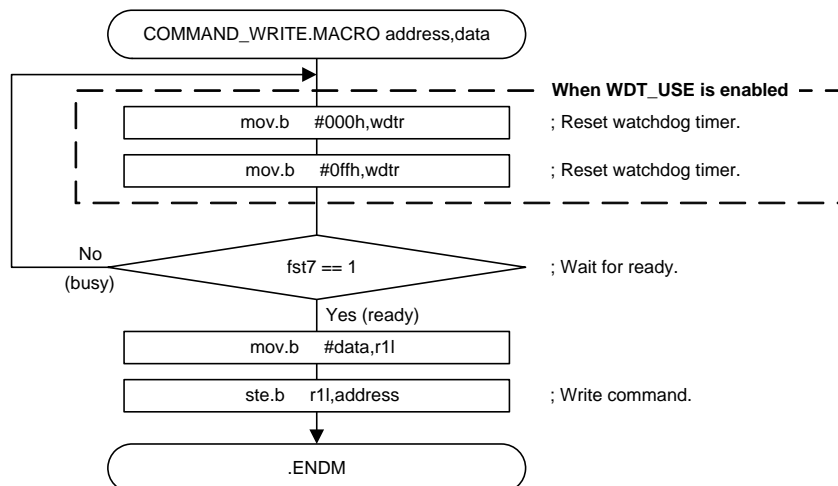 COMMAND_WRITE.MACRO address,data
When WDT_USE is enabled
mov.b #000h,wdtr ; Reset watchdog timer.
mov.b #0ffh,wdtr ; Reset watchdog timer.
No
(busy)
fst7 == 1 ; Wait for ready.
Yes (ready)
mov.b #data,r1l
ste.b r1l,address ; Write command.
.ENDM